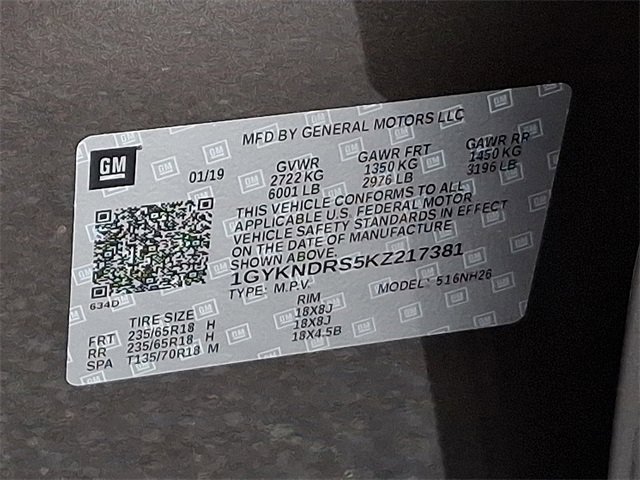 MFD BY GENERAL MOTORS LLC
GM
01/19
GVWR GAWR FRT GAWR RR
2722 KG 1350 KG 1450 KG
6001 LB 2976 LB 3196 LB
THIS VEHICLE CONFORMS TO ALL
APPLICABLE U.S. FEDERAL MOTOR
VEHICLE SAFETY STANDARDS IN EFFECT
ON THE DATE OF MANUFACTURE
SHOWN ABOVE.
1GYKNDRS5KZ217381
TYPE: M.P.V. MODEL: 516NH26
634D
TIRE SIZE RIM
FRT 235/65R18 H 18X8J
RR 235/65R18 H 18X8J
SPA T135/70R18 M 18X4.5B